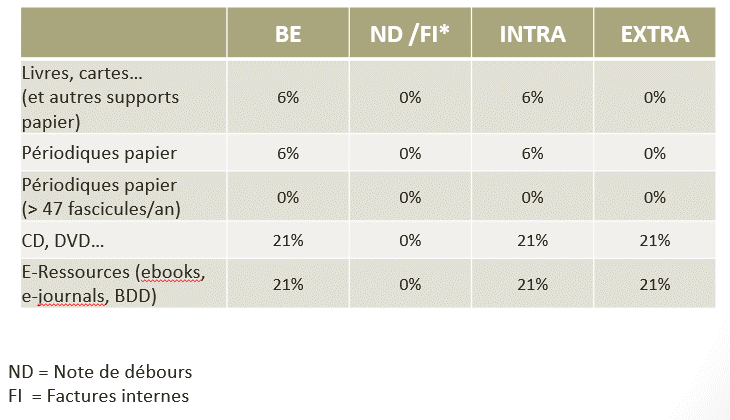 BE ND /FI* INTRA EXTRA
Livres, cartes…
(et autres supports
papier) 6% 0% 6% 0%
Périodiques papier 6% 0% 6% 0%
Périodiques papier
(> 47 fascicules/an) 0% 0% 0% 0%
CD, DVD… 21% 0% 21% 21%
E-Ressources (ebooks,
e-journals, BDD) 21% 0% 21% 21%
ND = Note de débours
FI = Factures internes